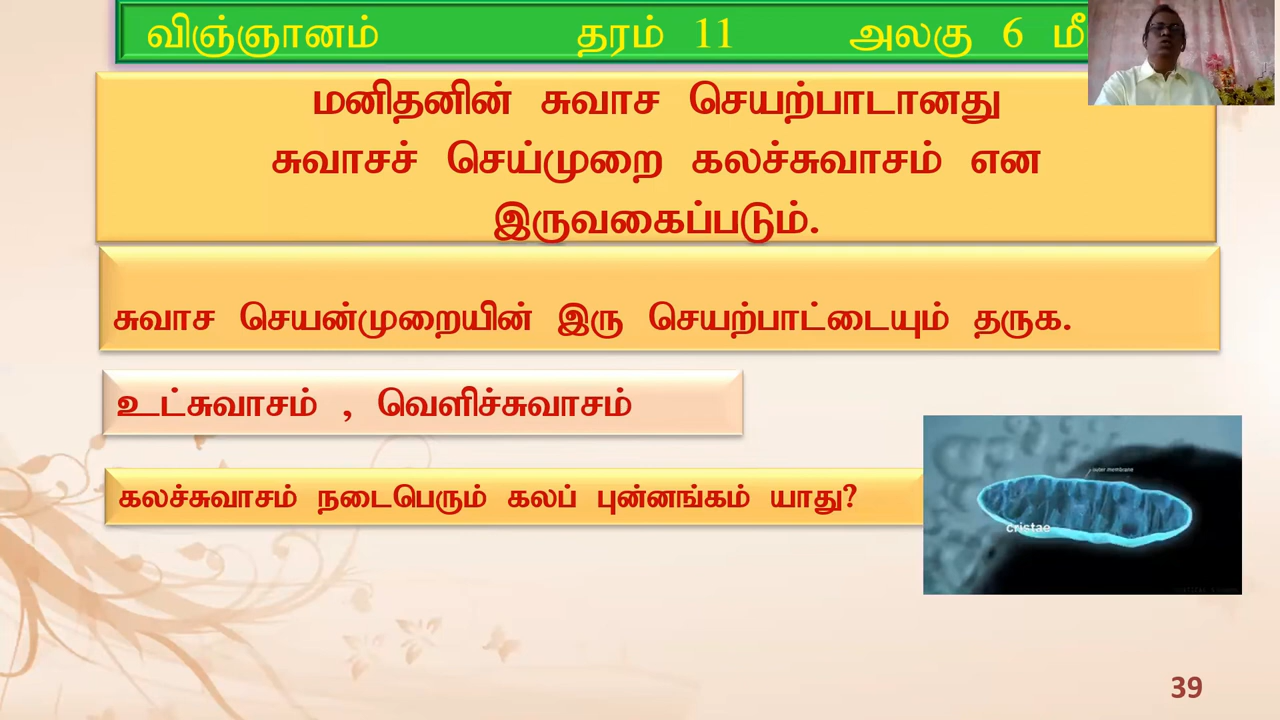 விஞ்ஞானம் தரம் 11 அலகு 6 மீ
மனிதனின் சுவாச செயற்பாடானது
சுவாசச் செய்முறை கலச்சுவாசம் என
இருவகைப்படும்.
சுவாச செயன்முறையின் இரு செயற்பாட்டையும் தருக.
உட்சுவாசம் , வெளிச்சுவாசம்
கலச்சுவாசம் நடைபெரும் கலப் புன்னங்கம் யாது?
outer membrane
cristae
39